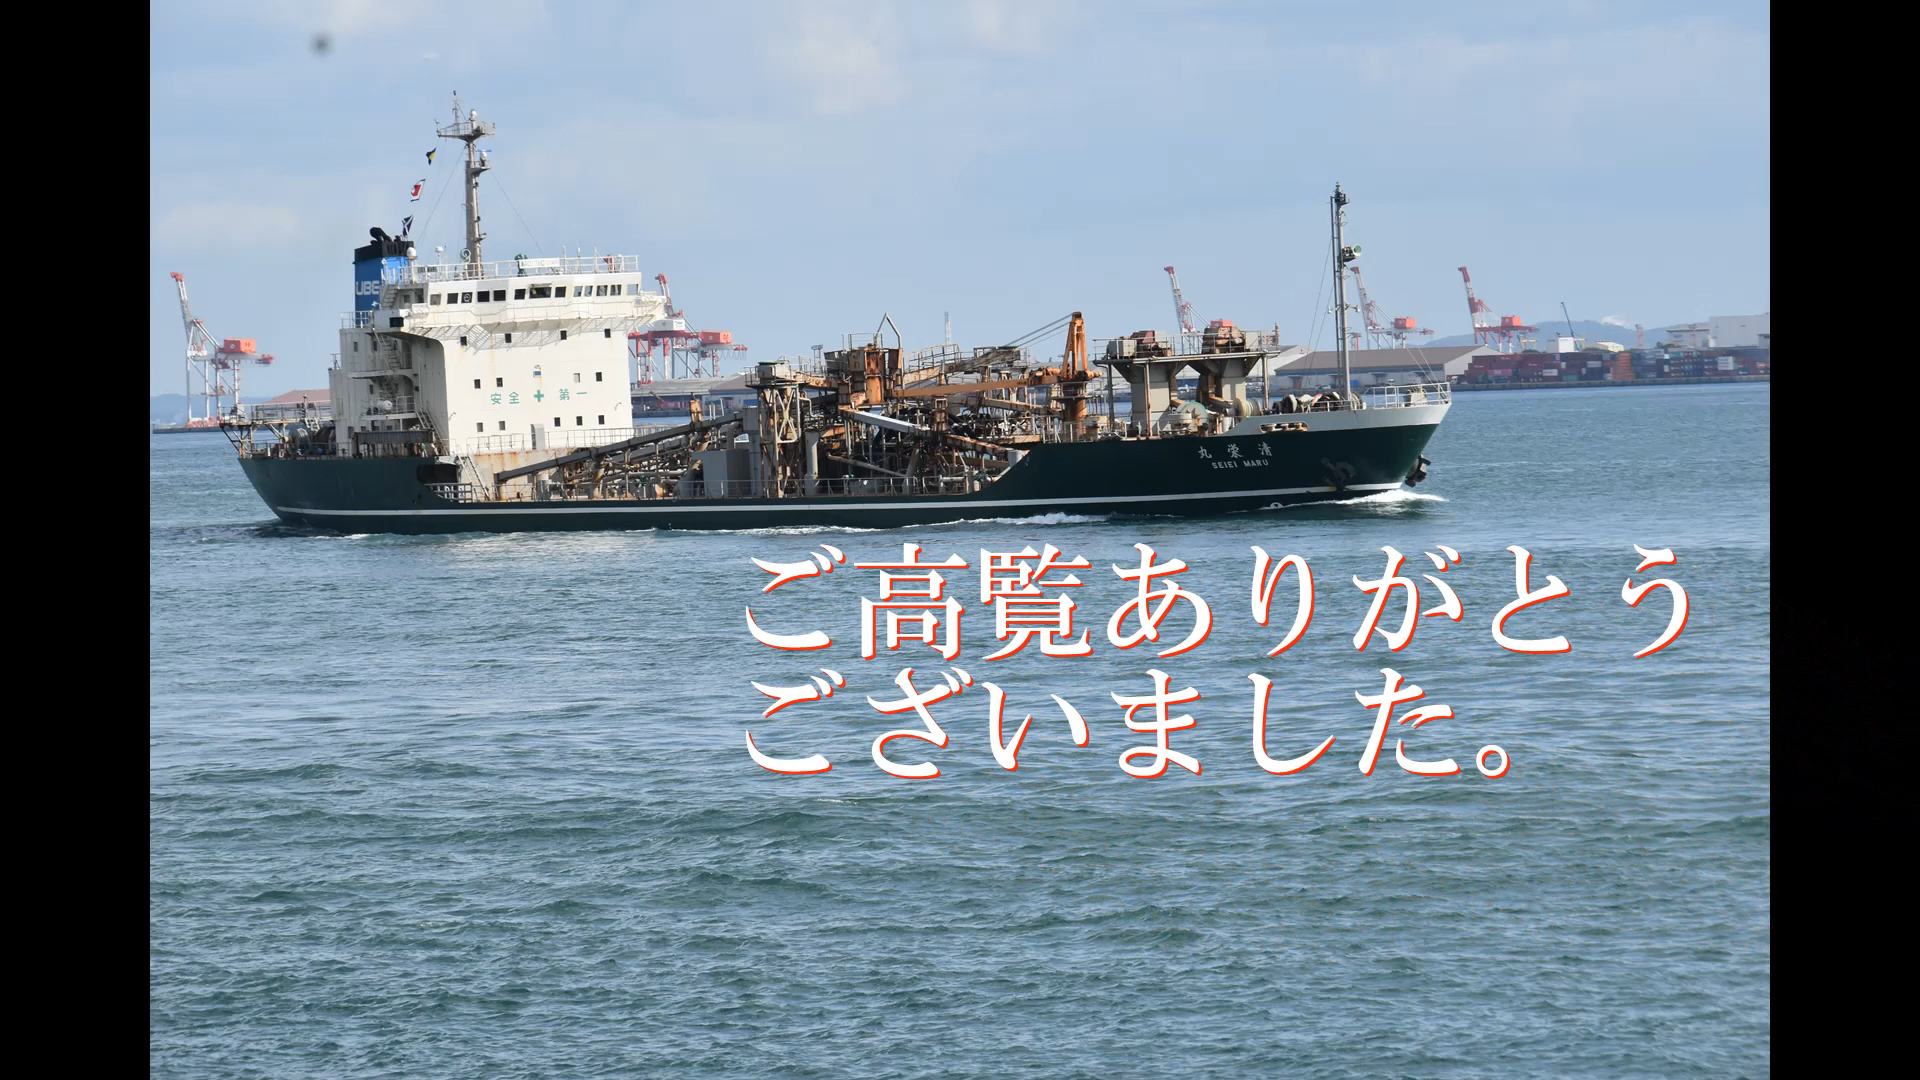 UBE
安全 ✚ 第一
丸栄清
SEIEI MARU
ご高覧ありがとう
ございました。